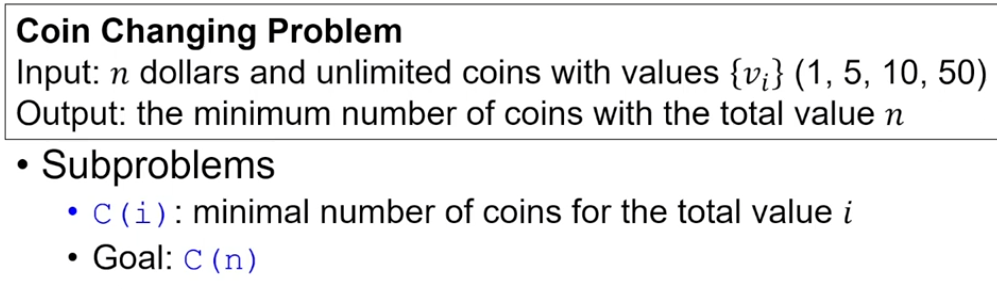 Coin Changing Problem
Input: n dollars and unlimited coins with values {vᵢ} (1, 5, 10, 50)
Output: the minimum number of coins with the total value n
• Subproblems
• C(i): minimal number of coins for the total value i
• Goal: C(n)